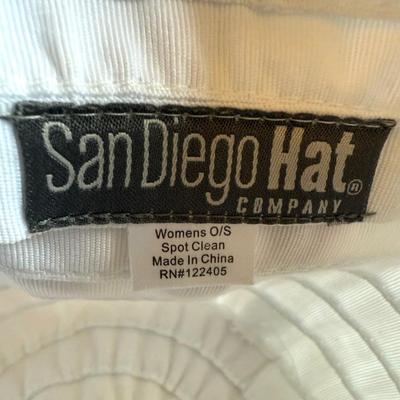 San Diego Hat®
COMPANY
Womens O/S
Spot Clean
Made In China
RN#122405